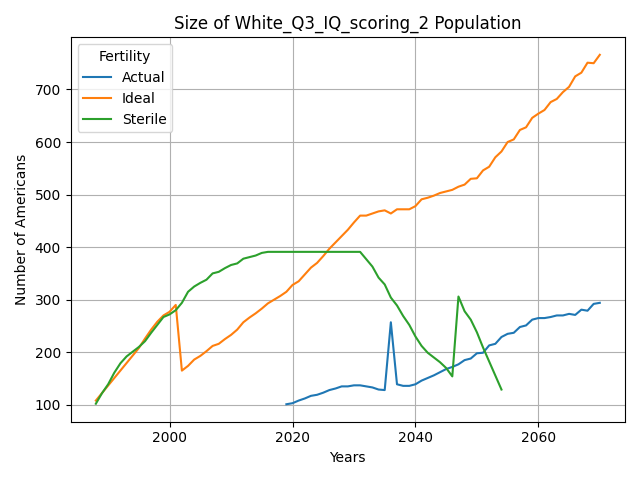 Size of White_Q3_IQ_scoring_2 Population
Fertility
Actual
Ideal
Sterile
Number of Americans
700
600
500
400
300
200
100
2000
2020
2040
2060
Years